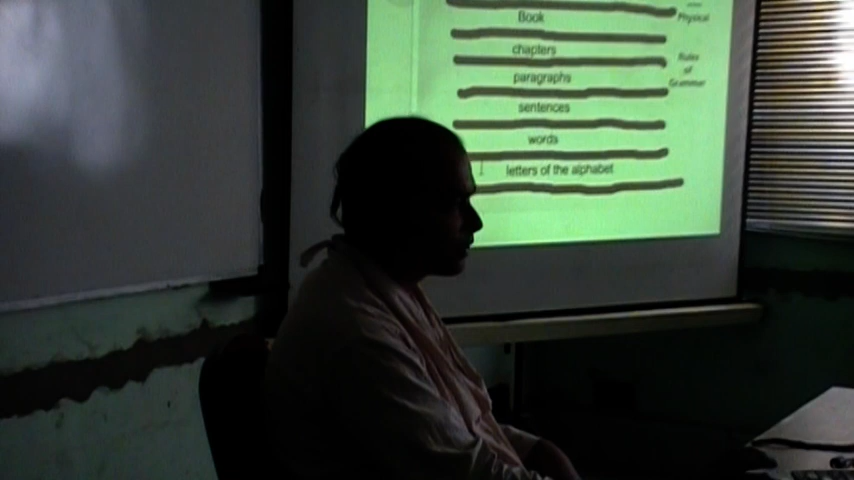 Book
Physical
chapters
Rules
of
Grammar
paragraphs
sentences
words
letters of the alphabet